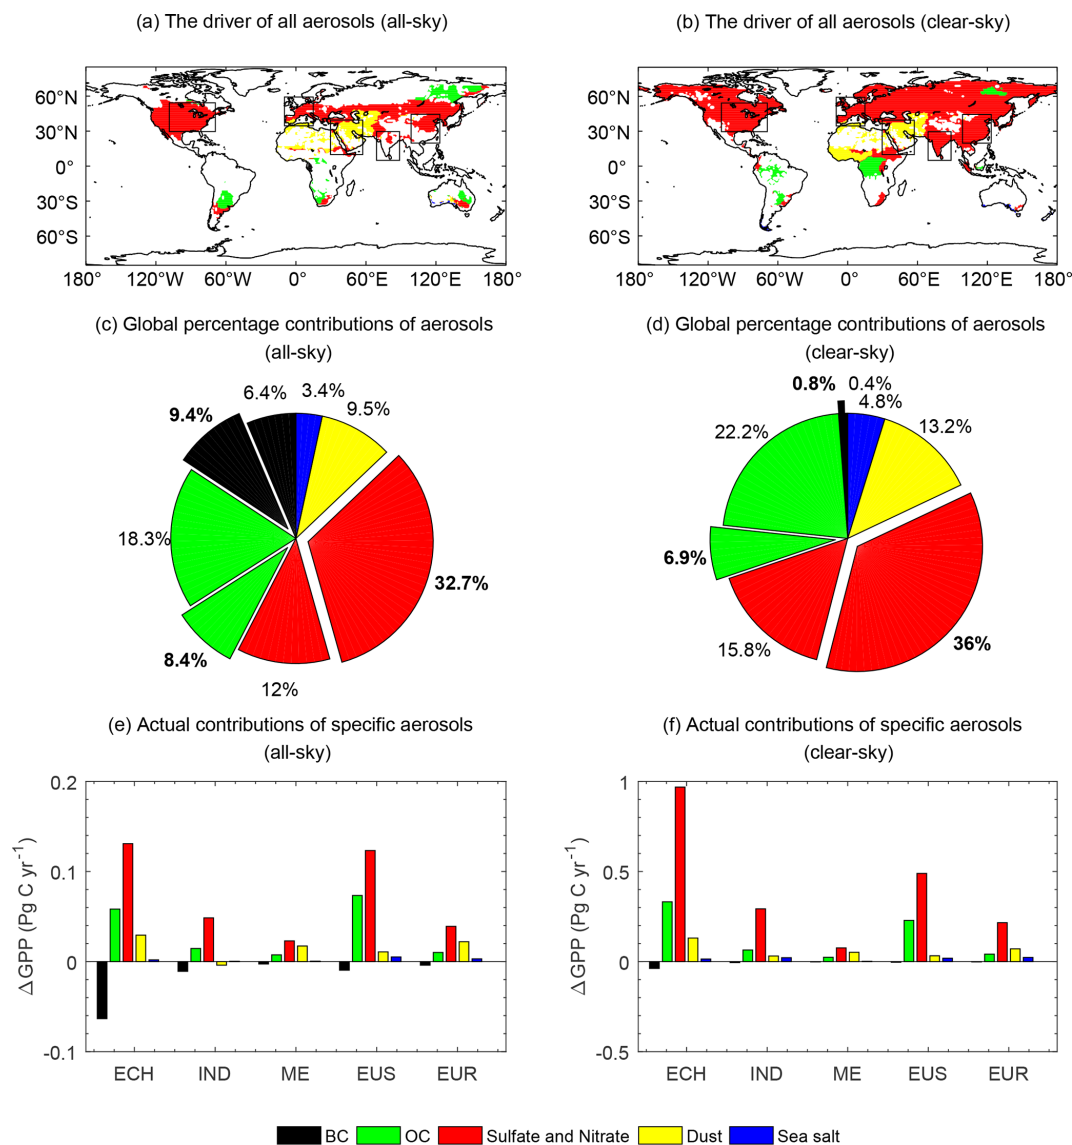 (a) The driver of all aerosols (all-sky)
(b) The driver of all aerosols (clear-sky)
60°N
30°N
0°
30°S
60°S
180°
120°W
60°W
0°
60°E
120°E
180°
60°N
30°N
0°
30°S
60°S
180°
120°W
60°W
0°
60°E
120°E
180°
(c) Global percentage contributions of aerosols
(all-sky)
(d) Global percentage contributions of aerosols
(clear-sky)
6.4%
3.4%
9.4%
9.5%
18.3%
32.7%
8.4%
12%
0.8%
0.4%
4.8%
22.2%
13.2%
6.9%
15.8%
36%
(e) Actual contributions of specific aerosols
(all-sky)
(f) Actual contributions of specific aerosols
(clear-sky)
ΔGPP (Pg C yr-1)
0.2
0.1
0
-0.1
ECH IND ME EUS EUR
ΔGPP (Pg C yr-1)
1
0.5
0
-0.5
ECH IND ME EUS EUR
BC OC Sulfate and Nitrate Dust Sea salt